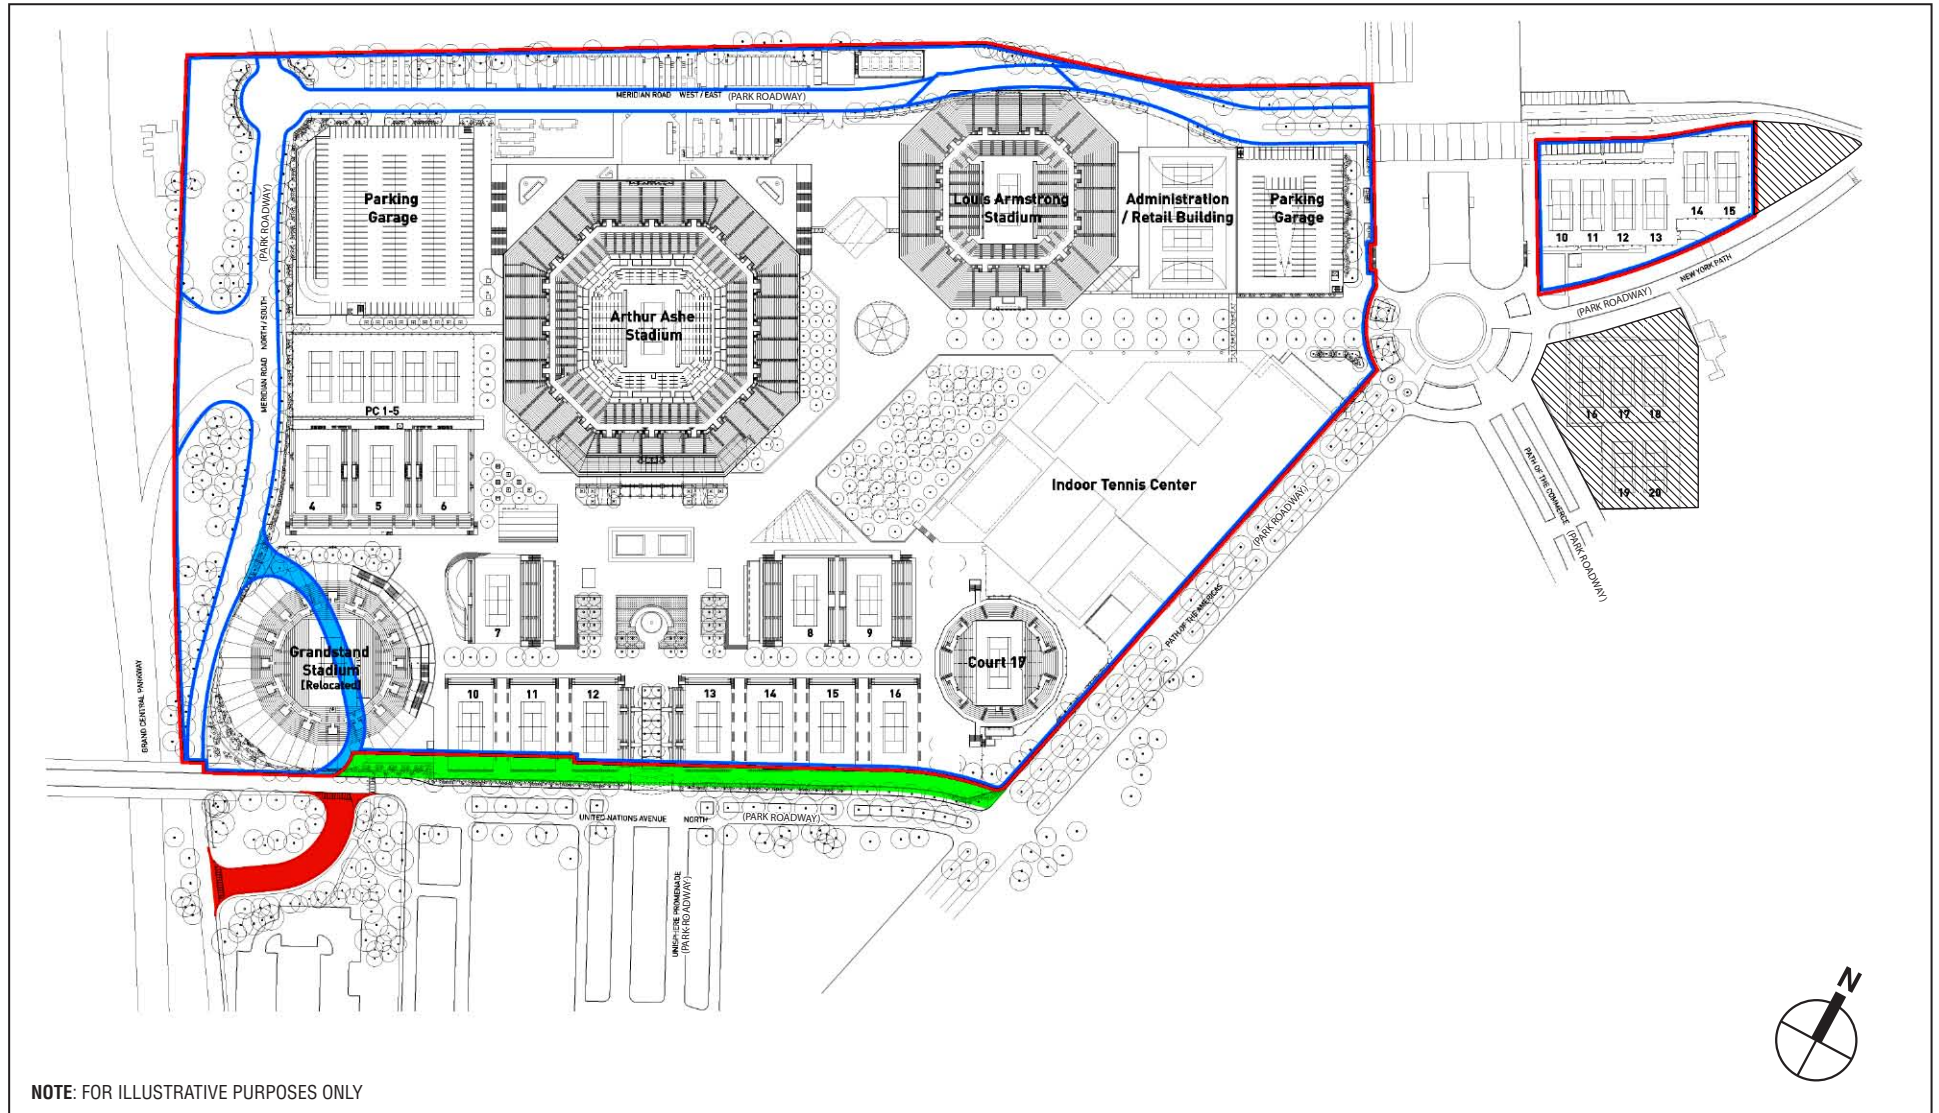 MERIDIAN ROAD WEST / EAST (PARK ROADWAY)
Parking
Garage
Louis Armstrong
Stadium
Administration
/ Retail Building
Parking
Garage
14 15
10 11 12 13
NEW YORK PATH
(PARK ROADWAY)
(PARK ROADWAY)
MERIDIAN ROAD NORTH / SOUTH
Arthur Ashe
Stadium
PC 1-5
16 17 18
19 20
4 5 6
Indoor Tennis Center
PATH OF THE COMMERCE
(PARK ROADWAY)
(PARK ROADWAY)
PATH OF THE AMERICAS
7 8 9
Grandstand
Stadium
[Relocated]
Court 17
10 11 12 13 14 15 16
GRAND CENTRAL PARKWAY
UNITED NATIONS AVENUE NORTH (PARK ROADWAY)
UNISPHERE PROMENADE
(PARK ROADWAY)
N
NOTE: FOR ILLUSTRATIVE PURPOSES ONLY